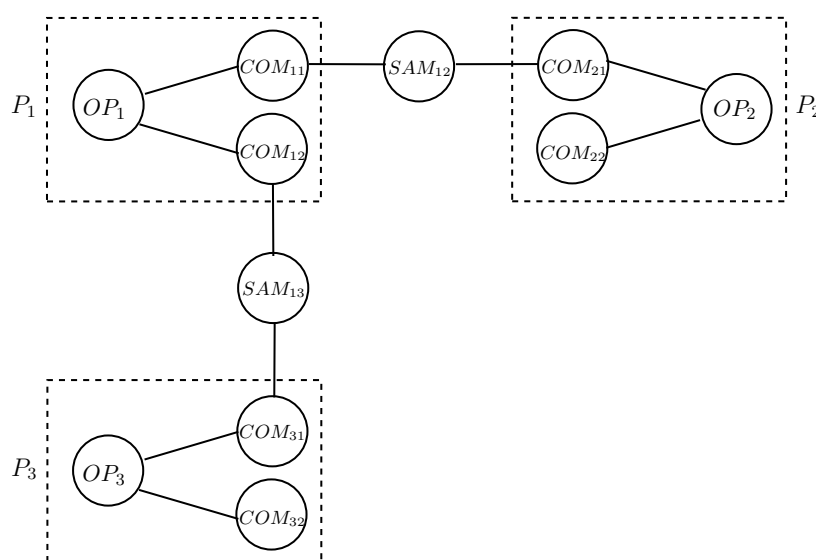 COM₁₁
SAM₁₂
COM₂₁
P₁
OP₁
OP₂
P₂
COM₁₂
COM₂₂
SAM₁₃
COM₃₁
P₃
OP₃
COM₃₂